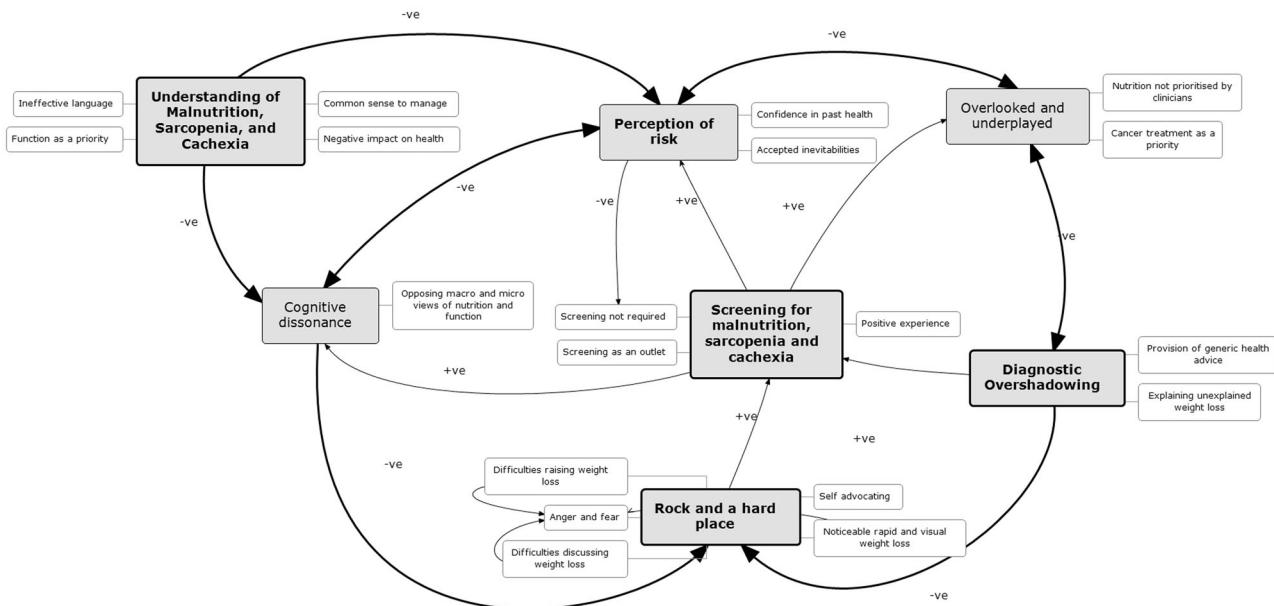 -ve
-ve
Ineffective language
Function as a priority
Understanding of
Malnutrition,
Sarcopenia, and
Cachexia
Common sense to manage
Negative impact on health
Perception of
risk
Confidence in past health
Accepted inevitabilities
Overlooked and
underplayed
Nutrition not prioritised by
clinicians
Cancer treatment as a
priority
-ve
-ve
-ve
+ve
+ve
-ve
Cognitive
dissonance
Opposing macro and micro
views of nutrition and
function
Screening not required
Screening as an outlet
Screening for
malnutrition,
sarcopenia and
cachexia
Positive experience
Diagnostic
Overshadowing
Provision of generic health
advice
Explaining unexplained
weight loss
+ve
+ve
+ve
-ve
Difficulties raising weight
loss
Anger and fear
Difficulties discussing
weight loss
Rock and a hard
place
Self advocating
Noticeable rapid and visual
weight loss
-ve